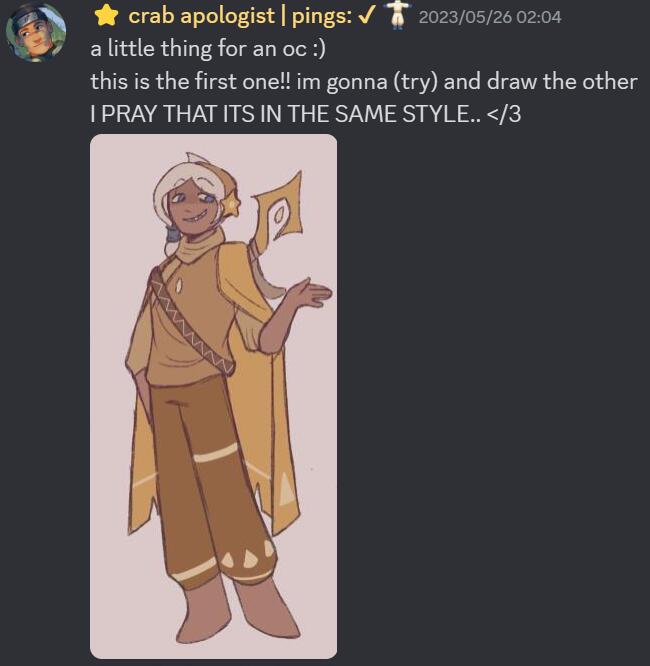 ⭐ crab apologist | pings: ✓ 2023/05/26 02:04
a little thing for an oc :)
this is the first one!! im gonna (try) and draw the other
I PRAY THAT ITS IN THE SAME STYLE.. </3